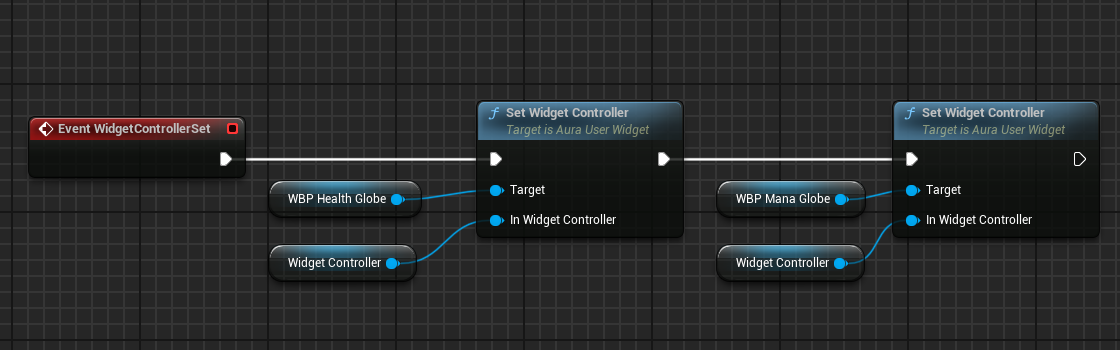 Event WidgetControllerSet
WBP Health Globe
Widget Controller
f Set Widget Controller
Target is Aura User Widget
Target
In Widget Controller
WBP Mana Globe
Widget Controller
f Set Widget Controller
Target is Aura User Widget
Target
In Widget Controller